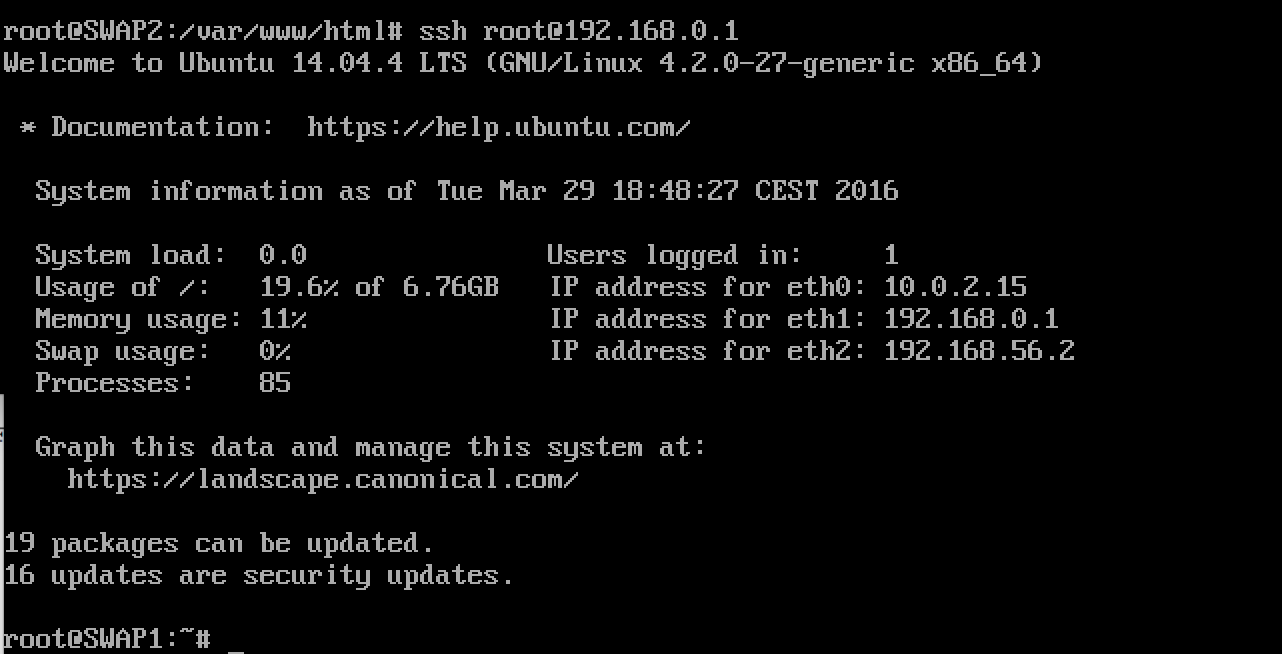 root@SWAP2:/var/www/html# ssh root@192.168.0.1
Welcome to Ubuntu 14.04.4 LTS (GNU/Linux 4.2.0-27-generic x86_64)
* Documentation:  https://help.ubuntu.com/
System information as of Tue Mar 29 18:48:27 CEST 2016
System load:  0.0               Users logged in:     1
Usage of /:   19.6% of 6.76GB   IP address for eth0: 10.0.2.15
Memory usage: 11%               IP address for eth1: 192.168.0.1
Swap usage:   0%                IP address for eth2: 192.168.56.2
Processes:    85
Graph this data and manage this system at:
https://landscape.canonical.com/
19 packages can be updated.
16 updates are security updates.
root@SWAP1:~# _